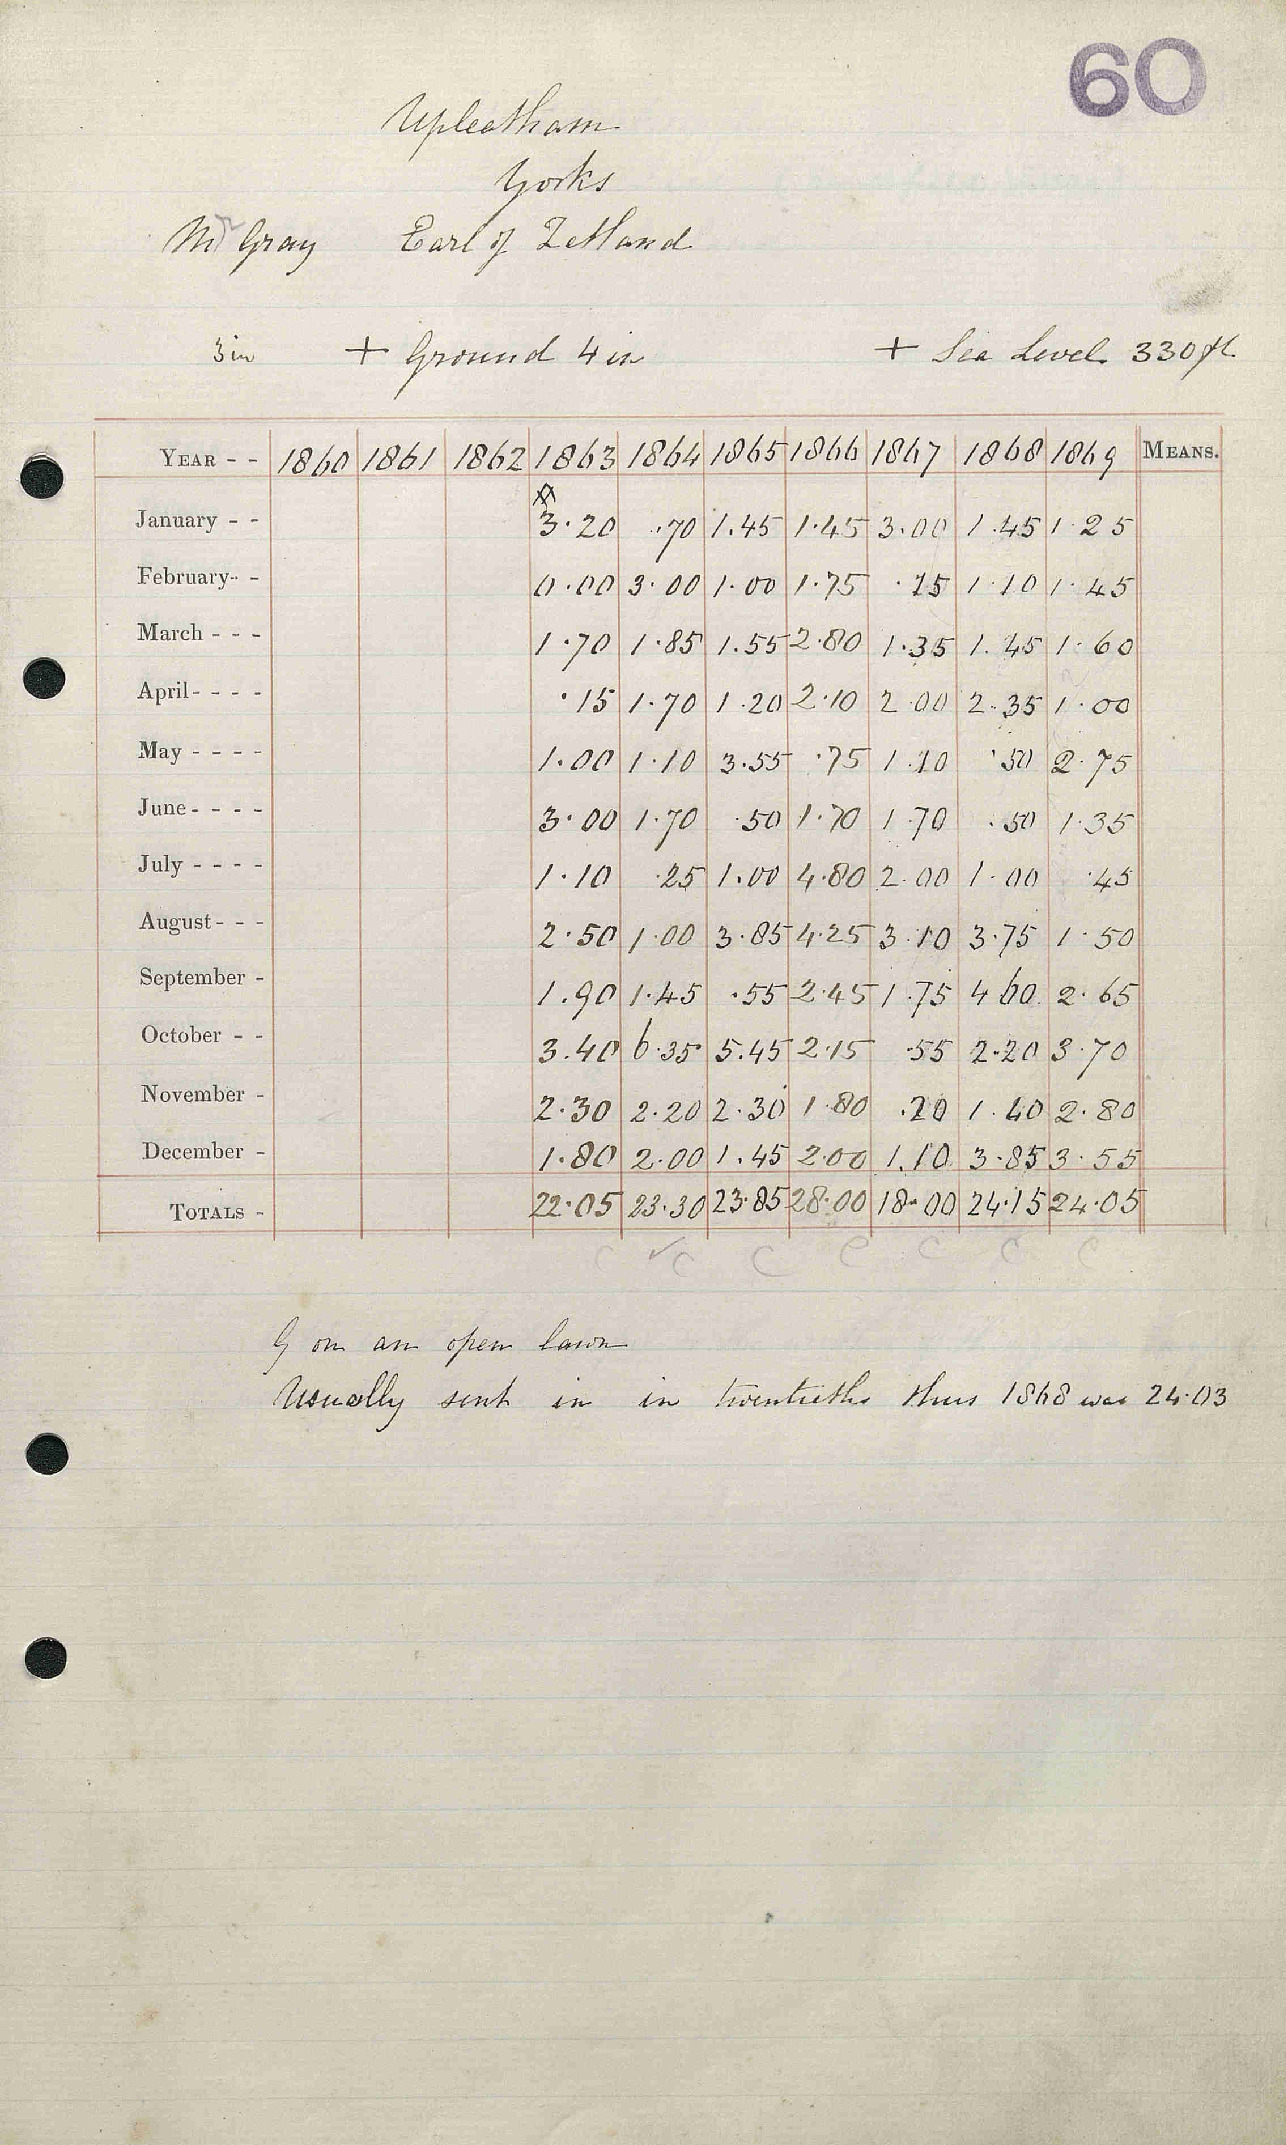 60
Upleatham
Yorks
Mr Gray Earl of Zetland
3 in + Ground 4 in + Sea Level 330 ft
YEAR - - 1860 1861 1862 1863 1864 1865 1866 1867 1868 1869 MEANS.
January - - 3.20 .70 1.45 1.45 3.00 1.45 1.25
February - - 0.00 3.00 1.00 1.75 .15 1.10 1.45
March - - - 1.70 1.85 1.55 2.80 1.35 1.45 1.60
April - - - - .15 1.70 1.20 2.10 2.00 2.35 1.00
May - - - - 1.00 1.10 3.55 .75 1.10 .50 2.75
June - - - - 3.00 1.70 .50 1.70 1.70 .50 1.35
July - - - - 1.10 .25 1.00 4.80 2.00 1.00 .45
August - - - 2.50 1.00 3.85 4.25 3.10 3.75 1.50
September - 1.90 1.45 .55 2.45 1.75 4.60 2.65
October - - 3.40 6.35 5.45 2.15 .55 2.20 3.70
November - 2.30 2.20 2.30 1.80 .20 1.40 2.80
December - 1.80 2.00 1.45 2.00 1.10 3.85 3.55
TOTALS - 22.05 23.30 23.85 28.00 18.00 24.15 24.05
C ✓C C C C C C
G on an open lawn
Usually sent in in twentieths thus 1868 was 24.03